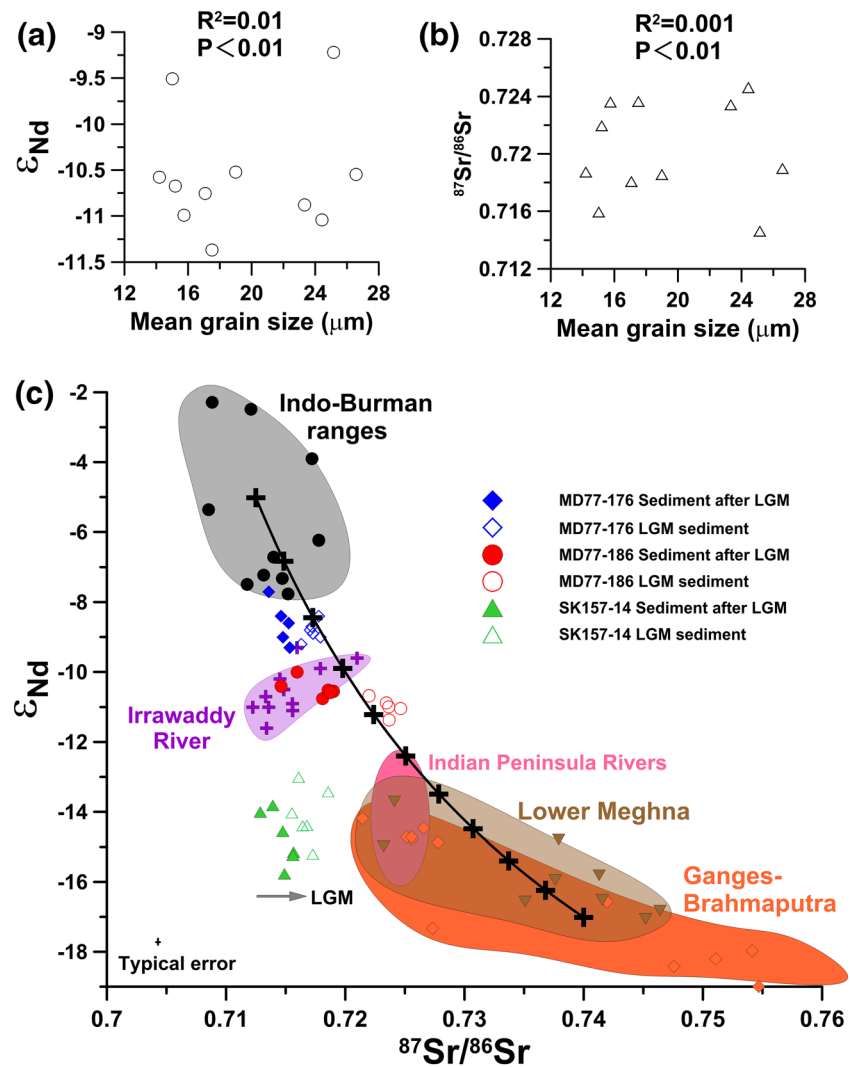 (a)
R²=0.01
P<0.01
-9
-9.5
-10
-10.5
-11
-11.5
εNd
12
16
20
24
28
Mean grain size (μm)
(b)
R²=0.001
P<0.01
0.728
0.724
0.72
0.716
0.712
⁸⁷Sr/⁸⁶Sr
12
16
20
24
28
Mean grain size (μm)
(c)
-2
-4
-6
-8
-10
-12
-14
-16
-18
εNd
Indo-Burman
ranges
MD77-176 Sediment after LGM
MD77-176 LGM sediment
MD77-186 Sediment after LGM
MD77-186 LGM sediment
SK157-14 Sediment after LGM
SK157-14 LGM sediment
Irrawaddy
River
Indian Peninsula Rivers
Lower Meghna
Ganges-
Brahmaputra
LGM
Typical error
0.7
0.71
0.72
0.73
0.74
0.75
0.76
⁸⁷Sr/⁸⁶Sr